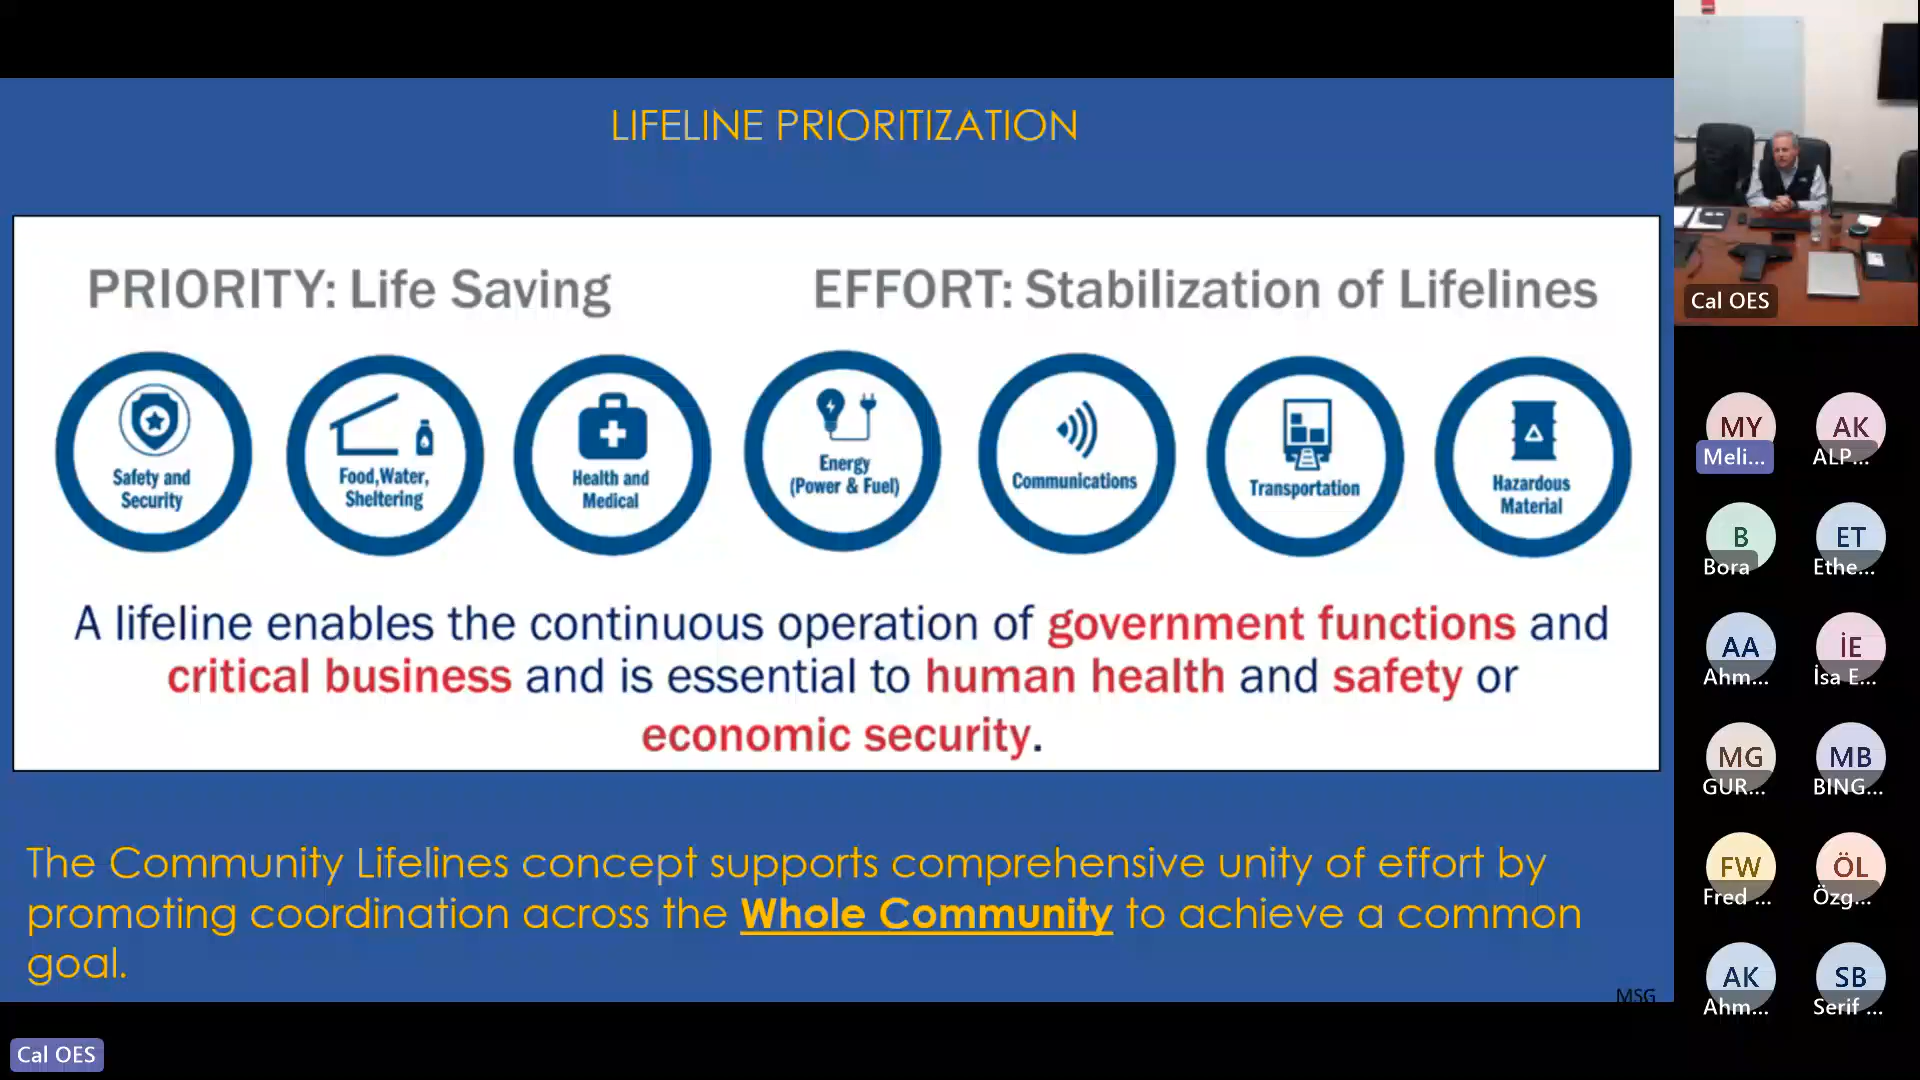 LIFELINE PRIORITIZATION
PRIORITY: Life Saving
EFFORT: Stabilization of Lifelines
Safety and
Security
Food,Water,
Sheltering
Health and
Medical
Energy
(Power & Fuel)
Communications
Transportation
Hazardous
Material
A lifeline enables the continuous operation of government functions and
critical business and is essential to human health and safety or
economic security.
The Community Lifelines concept supports comprehensive unity of effort by
promoting coordination across the Whole Community to achieve a common
goal.
MSG
Cal OES
Cal OES
MY
Meli...
AK
ALP...
B
Bora
ET
Ethe...
AA
Ahm...
İE
İsa E...
MG
GUR...
MB
BING...
FW
Fred ...
ÖL
Özg...
AK
Ahm...
SB
Serif ...